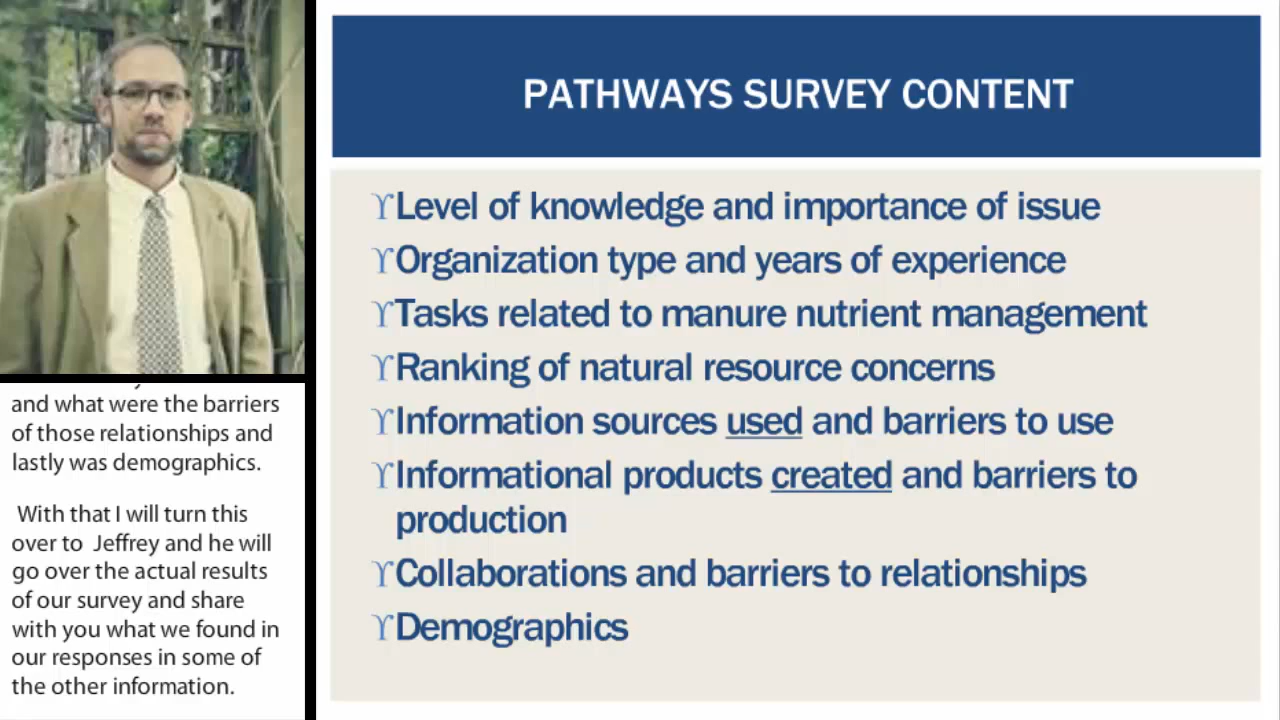 PATHWAYS SURVEY CONTENT
ϒLevel of knowledge and importance of issue
ϒOrganization type and years of experience
ϒTasks related to manure nutrient management
ϒRanking of natural resource concerns
ϒInformation sources used and barriers to use
ϒInformational products created and barriers to
production
ϒCollaborations and barriers to relationships
ϒDemographics
and what were the barriers
of those relationships and
lastly was demographics.
With that I will turn this
over to  Jeffrey and he will
go over the actual results
of our survey and share
with you what we found in
our responses in some of
the other information.